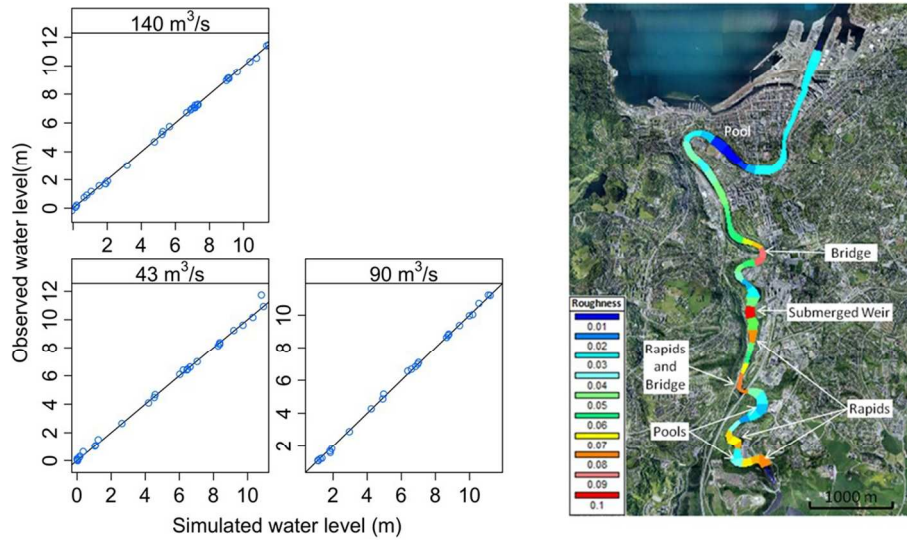 140 m³/s
Observed water level(m)
12
10
8
6
4
2
0
2 4 6 8 10
43 m³/s
90 m³/s
12
10
8
6
4
2
0
10
8
6
4
2
0 2 4 6 8 10
2 4 6 8 10
Simulated water level (m)
Pool
Bridge
Submerged Weir
Rapids
and
Bridge
Rapids
Pools
Roughness
0.01
0.02
0.03
0.04
0.05
0.06
0.07
0.08
0.09
0.1
1000 m